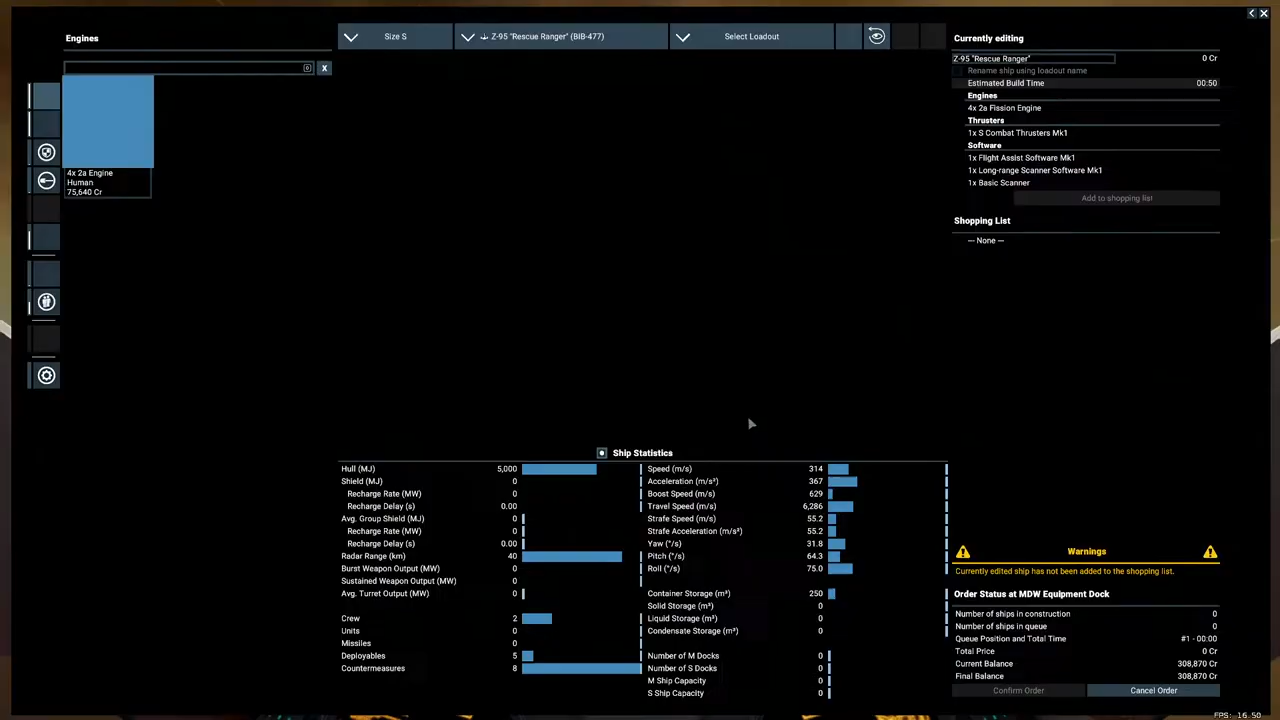 Engines
X
4x 2a Engine
Human
75,640 Cr
Size S
Z-95 "Rescue Ranger" (BIB-477)
Select Loadout
Ship Statistics
Hull (MJ) 5,000
Shield (MJ) 0
Recharge Rate (MW) 0
Recharge Delay (s) 0.00
Avg. Group Shield (MJ) 0
Recharge Rate (MW) 0
Recharge Delay (s) 0.00
Radar Range (km) 40
Burst Weapon Output (MW) 0
Sustained Weapon Output (MW) 0
Avg. Turret Output (MW) 0
Crew 2
Units 0
Missiles 0
Deployables 5
Countermeasures 8
Speed (m/s) 314
Acceleration (m/s²) 367
Boost Speed (m/s) 629
Travel Speed (m/s) 6,286
Strafe Speed (m/s) 55.2
Strafe Acceleration (m/s²) 55.2
Yaw (°/s) 31.8
Pitch (°/s) 64.3
Roll (°/s) 75.0
Container Storage (m³) 250
Solid Storage (m³) 0
Liquid Storage (m³) 0
Condensate Storage (m³) 0
Number of M Docks 0
Number of S Docks 0
M Ship Capacity 0
S Ship Capacity 0
Currently editing
Z-95 "Rescue Ranger" 0 Cr
Rename ship using loadout name
Estimated Build Time 00:50
Engines
4x 2a Fission Engine
Thrusters
1x S Combat Thrusters Mk1
Software
1x Flight Assist Software Mk1
1x Long-range Scanner Software Mk1
1x Basic Scanner
Add to shopping list
Shopping List
--- None ---
Warnings
Currently edited ship has not been added to the shopping list.
Order Status at MDW Equipment Dock
Number of ships in construction 0
Number of ships in queue 0
Queue Position and Total Time #1 - 00:00
Total Price 0 Cr
Current Balance 308,870 Cr
Final Balance 308,870 Cr
Confirm Order
Cancel Order
FPS: 16.50